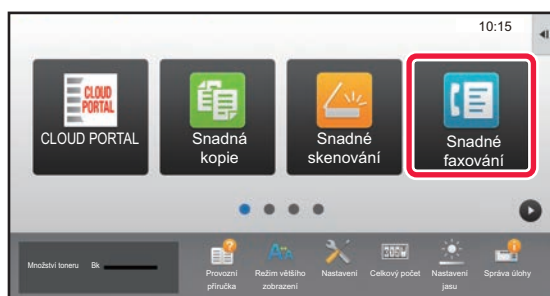 10:15
CLOUD
PORTAL
CLOUD PORTAL
Snadná
kopie
Snadné
skenování
Snadné
faxování
Množství toneru Bk
Provozní
příručka
Režim většího
zobrazení
Nastavení
Celkový počet
Nastavení
jasu
Správa úlohy